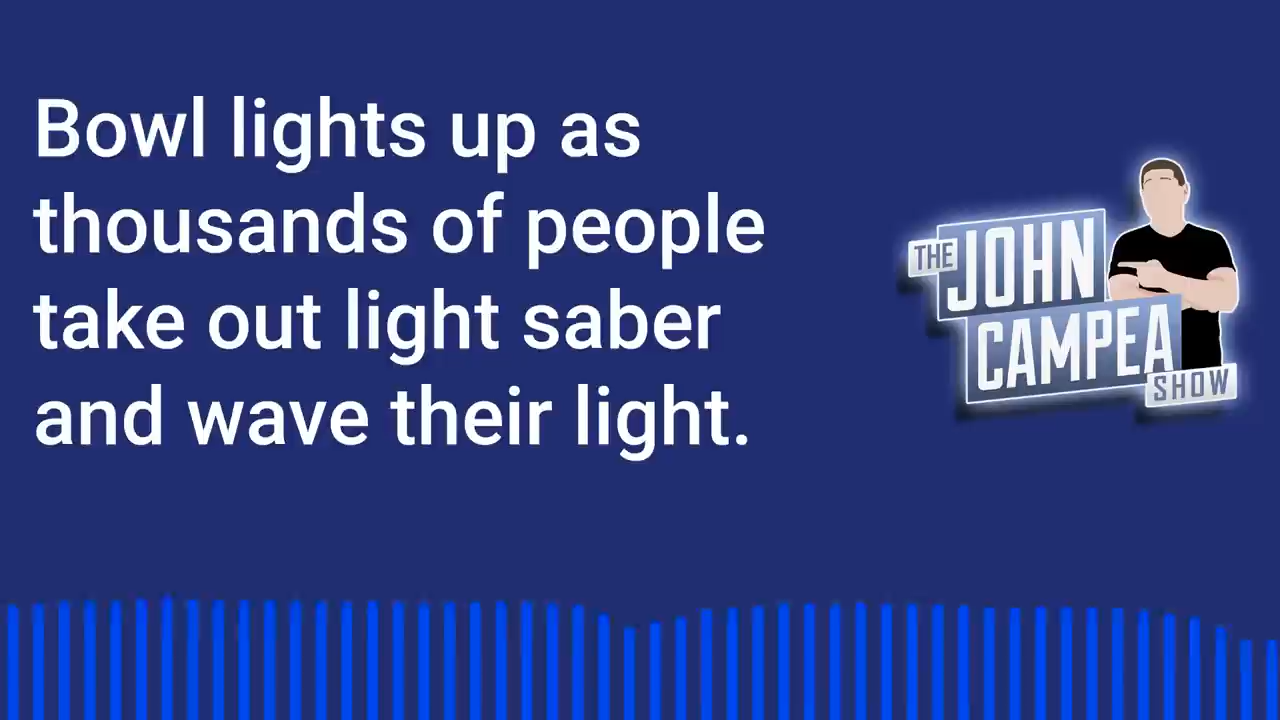 Bowl lights up as
thousands of people
take out light saber
and wave their light.
THE
JOHN
CAMPEA
SHOW